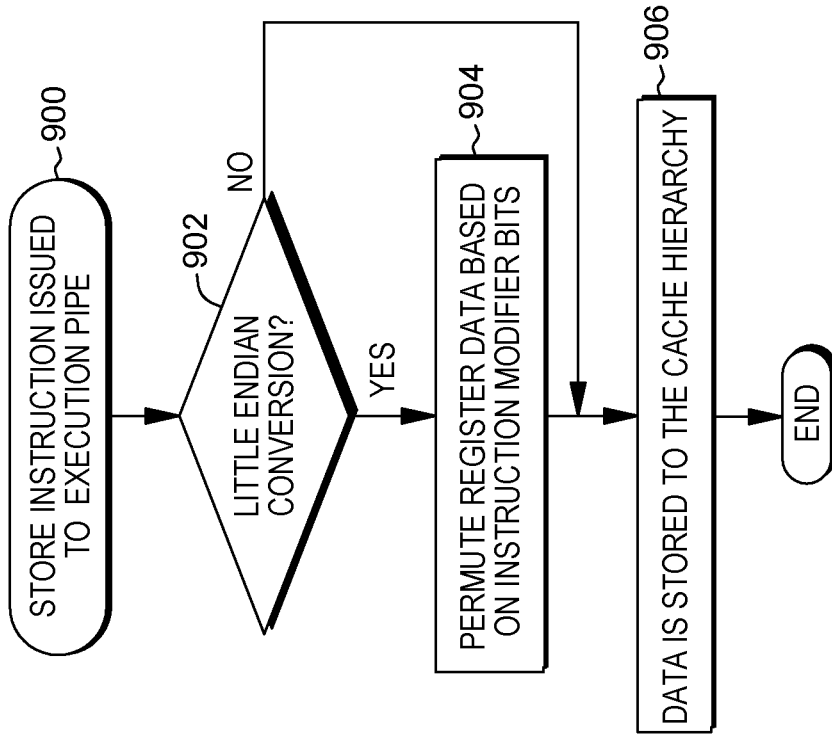 900
STORE INSTRUCTION ISSUED
TO EXECUTION PIPE
902
LITTLE ENDIAN
CONVERSION?
NO
YES
904
PERMUTE REGISTER DATA BASED
ON INSTRUCTION MODIFIER BITS
906
DATA IS STORED TO THE CACHE HIERARCHY
END